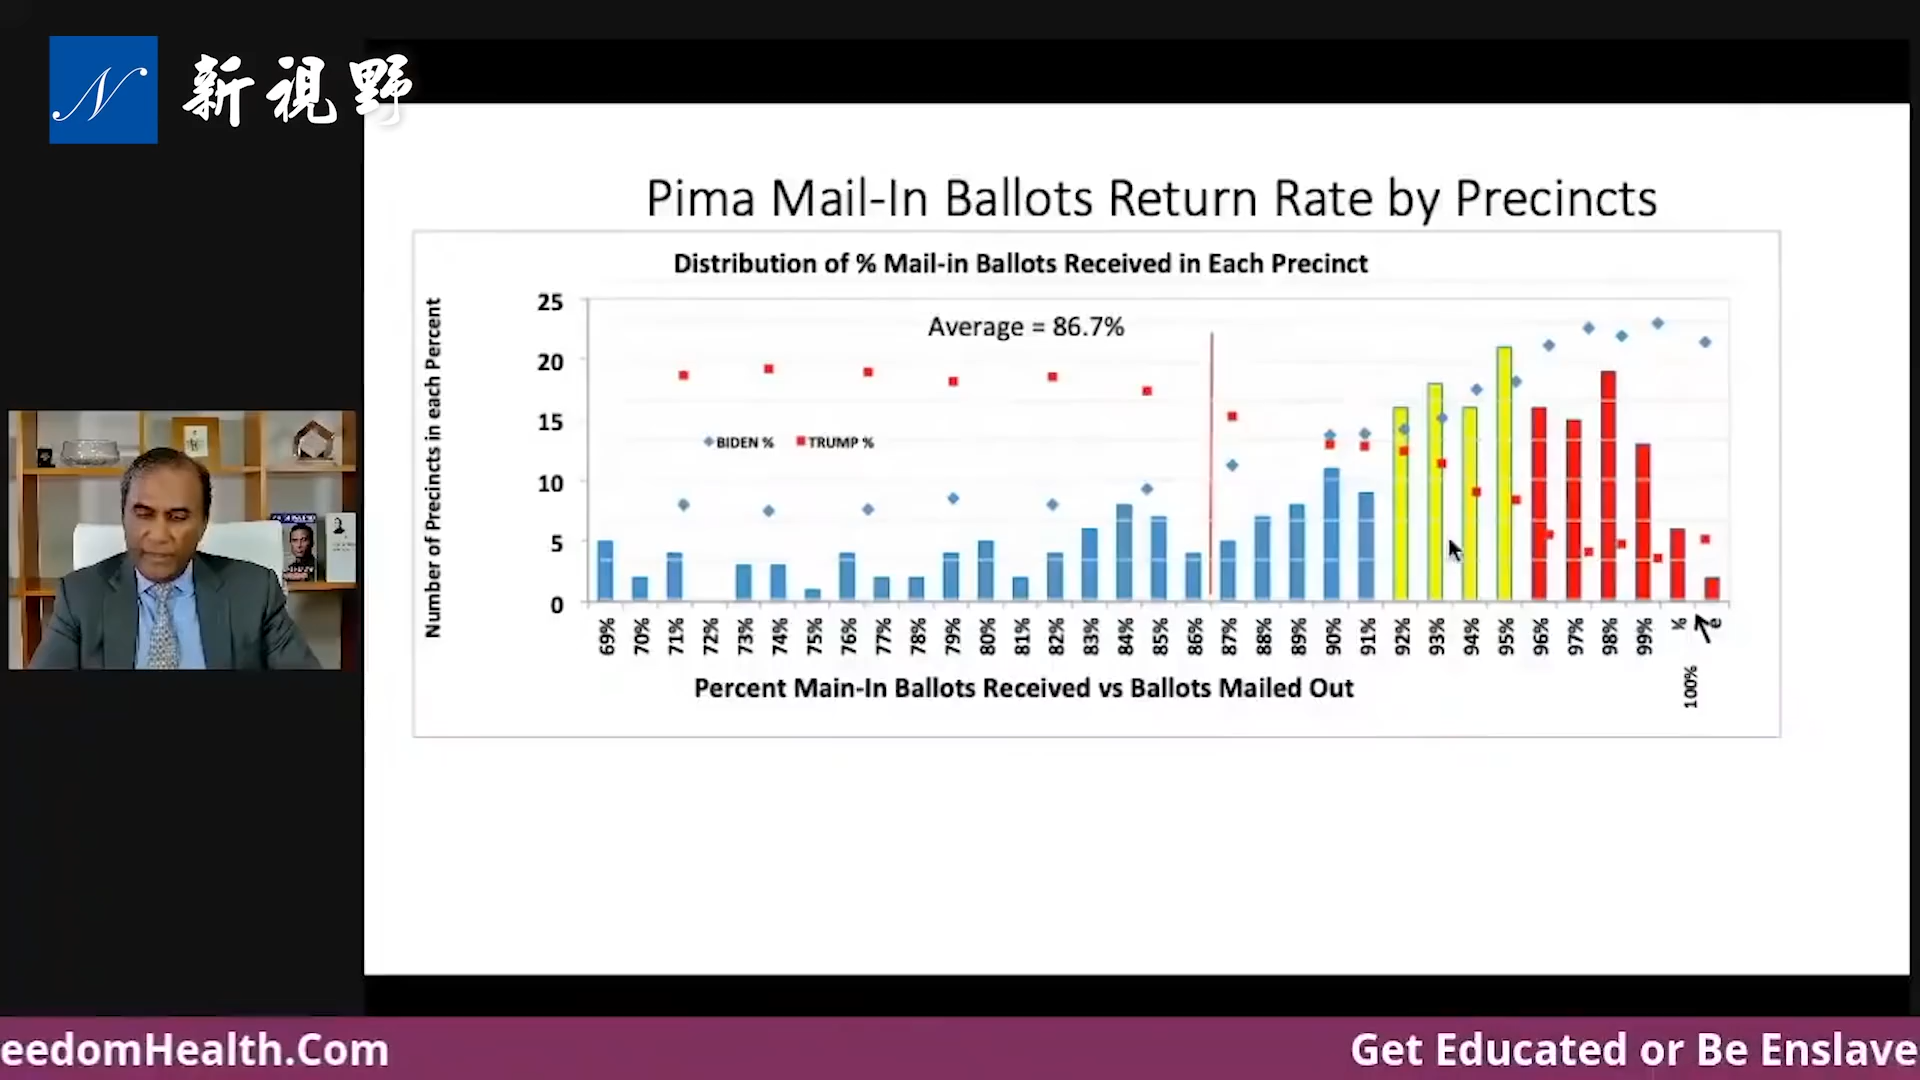 N 新視野
Pima Mail-In Ballots Return Rate by Precincts
Distribution of % Mail-in Ballots Received in Each Precinct
Number of Precincts in each Percent
25
20
15
10
5
0
Average = 86.7%
BIDEN % TRUMP %
69% 70% 71% 72% 73% 74% 75% 76% 77% 78% 79% 80% 81% 82% 83% 84% 85% 86% 87% 88% 89% 90% 91% 92% 93% 94% 95% 96% 97% 98% 99% % e
100%
Percent Main-In Ballots Received vs Ballots Mailed Out
eedomHealth.Com Get Educated or Be Enslave